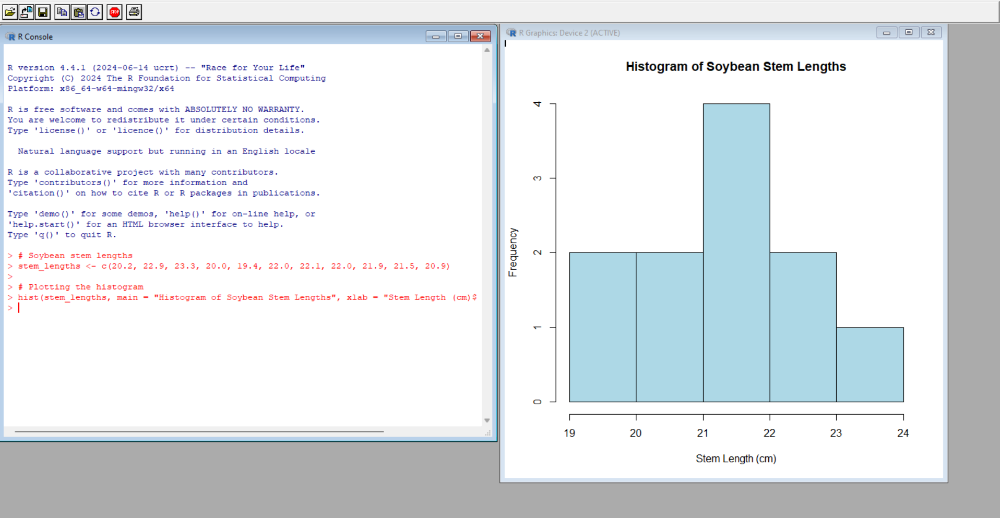 STOP
R Console
R version 4.4.1 (2024-06-14 ucrt) -- "Race for Your Life"
Copyright (C) 2024 The R Foundation for Statistical Computing
Platform: x86_64-w64-mingw32/x64
R is free software and comes with ABSOLUTELY NO WARRANTY.
You are welcome to redistribute it under certain conditions.
Type 'license()' or 'licence()' for distribution details.
Natural language support but running in an English locale
R is a collaborative project with many contributors.
Type 'contributors()' for more information and
'citation()' on how to cite R or R packages in publications.
Type 'demo()' for some demos, 'help()' for on-line help, or
'help.start()' for an HTML browser interface to help.
Type 'q()' to quit R.
> # Soybean stem lengths
> stem_lengths <- c(20.2, 22.9, 23.3, 20.0, 19.4, 22.0, 22.1, 22.0, 21.9, 21.5, 20.9)
>
> # Plotting the histogram
> hist(stem_lengths, main = "Histogram of Soybean Stem Lengths", xlab = "Stem Length (cm)$
>
R Graphics: Device 2 (ACTIVE)
Histogram of Soybean Stem Lengths
Frequency
4
3
2
1
0
19 20 21 22 23 24
Stem Length (cm)